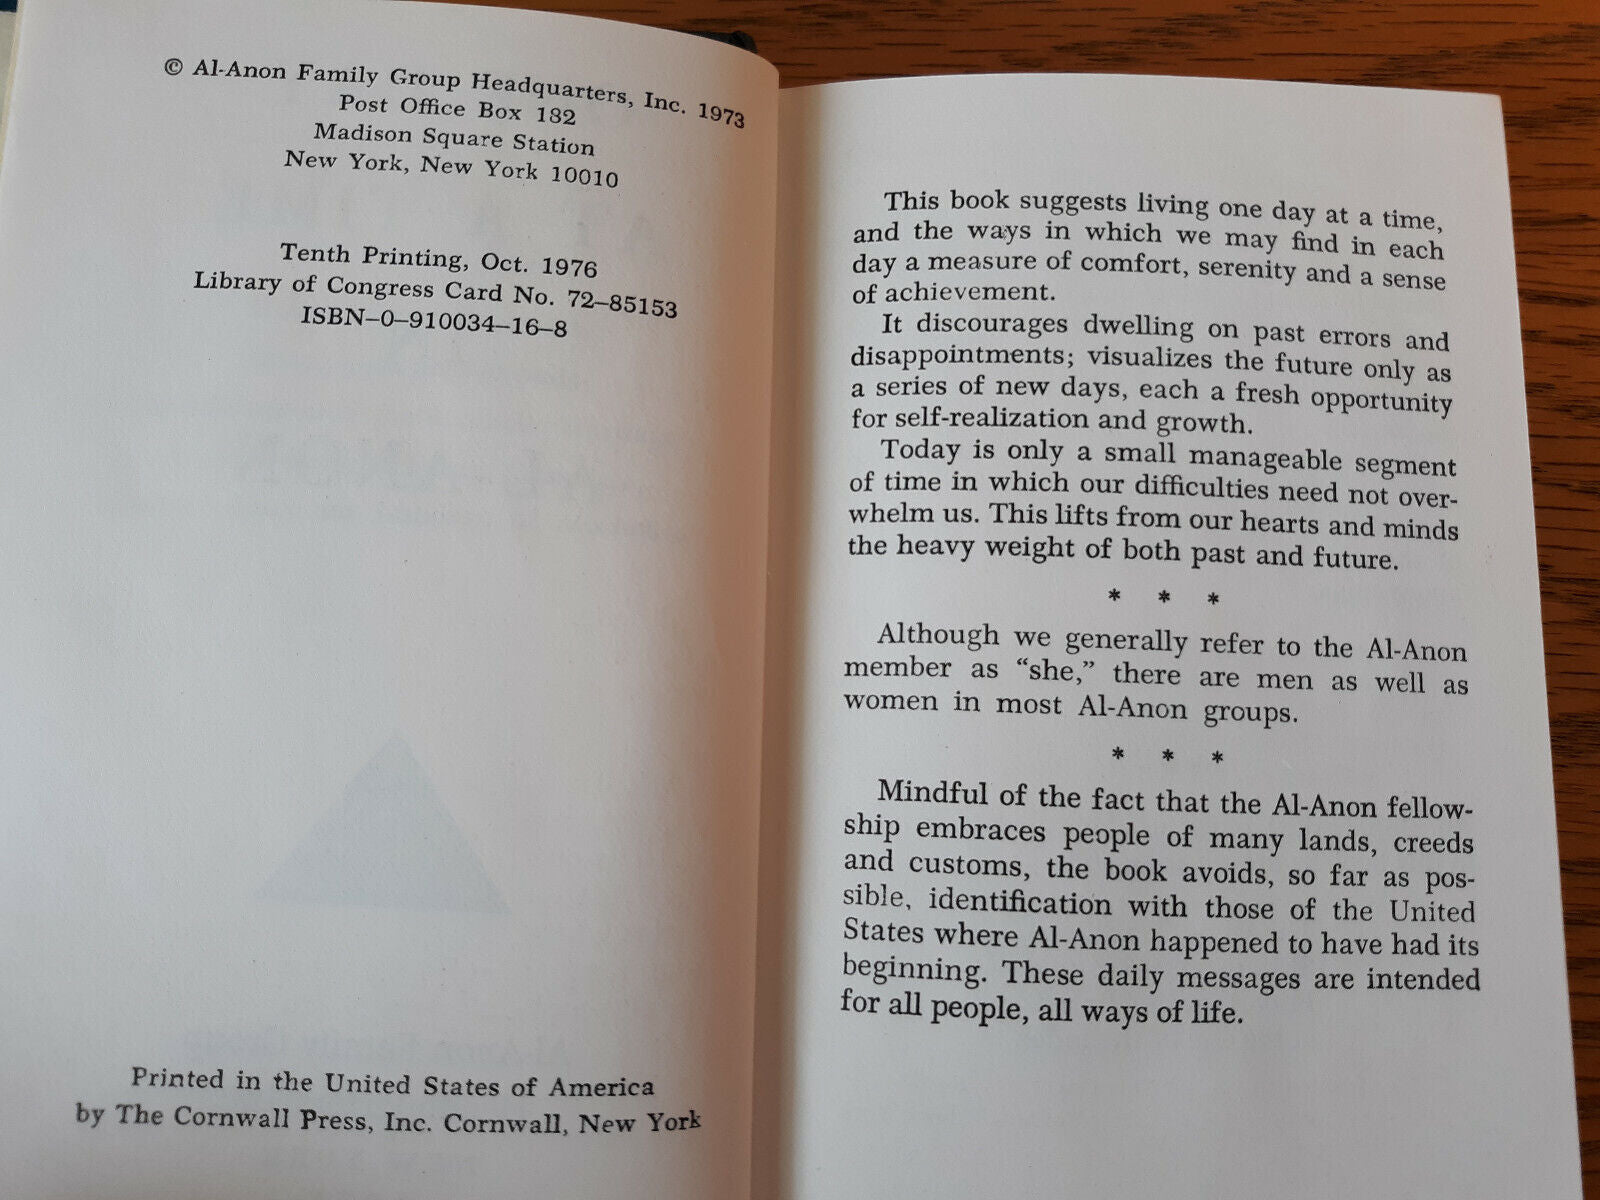 © Al-Anon Family Group Headquarters, Inc. 1973
Post Office Box 182
Madison Square Station
New York, New York 10010
Tenth Printing, Oct. 1976
Library of Congress Card No. 72–85153
ISBN–0–910034–16–8
Printed in the United States of America
by The Cornwall Press, Inc. Cornwall, New York
This book suggests living one day at a time,
and the ways in which we may find in each
day a measure of comfort, serenity and a sense
of achievement.
It discourages dwelling on past errors and
disappointments; visualizes the future only as
a series of new days, each a fresh opportunity
for self-realization and growth.
Today is only a small manageable segment
of time in which our difficulties need not over-
whelm us. This lifts from our hearts and minds
the heavy weight of both past and future.
* * *
Although we generally refer to the Al-Anon
member as “she,” there are men as well as
women in most Al-Anon groups.
* * *
Mindful of the fact that the Al-Anon fellow-
ship embraces people of many lands, creeds
and customs, the book avoids, so far as pos-
sible, identification with those of the United
States where Al-Anon happened to have had its
beginning. These daily messages are intended
for all people, all ways of life.